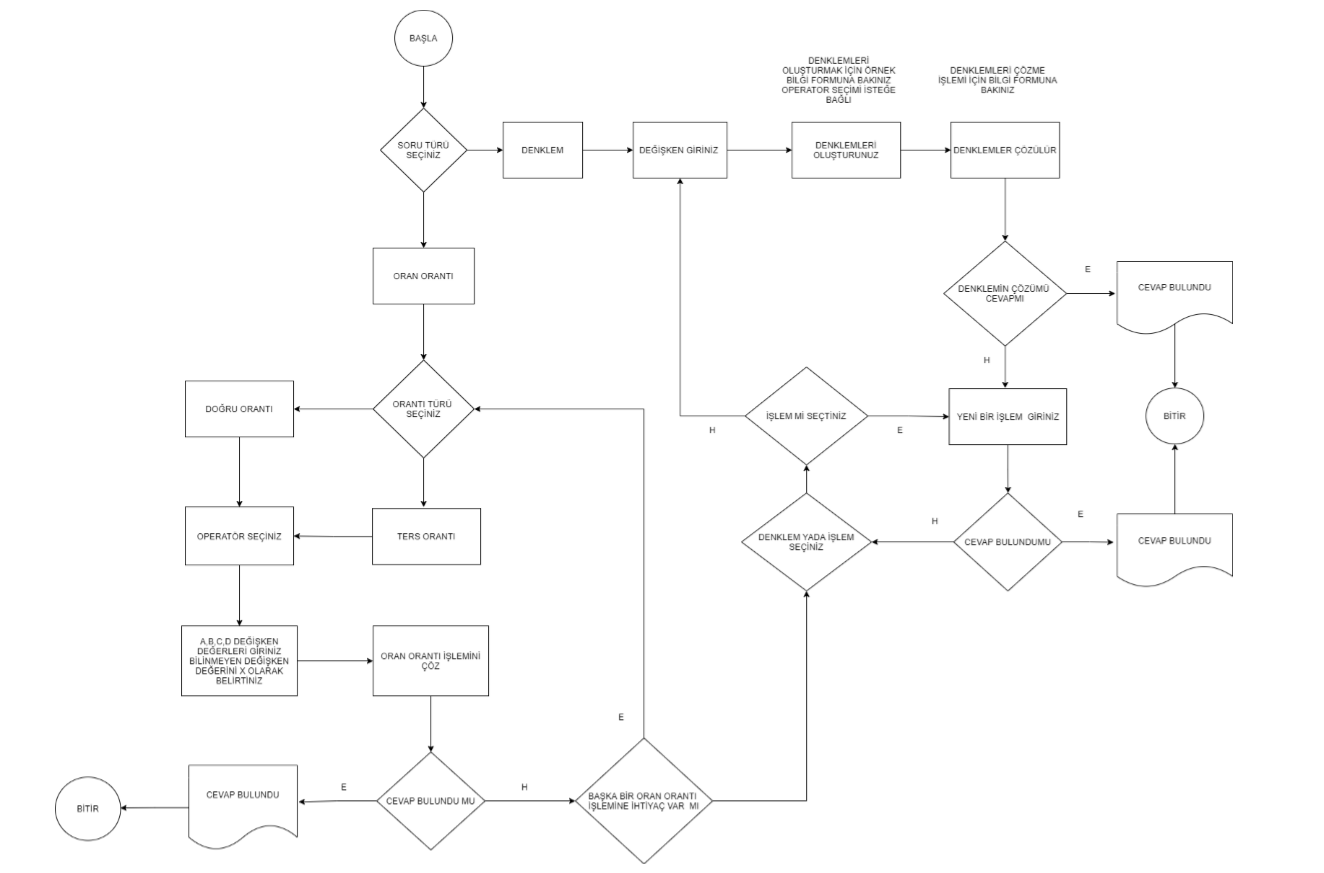 BAŞLA
SORU TÜRÜ
SEÇİNİZ
DENKLEM
DEĞİŞKEN GİRİNİZ
DENKLEMLERİ
OLUŞTURMAK İÇİN ÖRNEK
BİLGİ FORMUNA BAKINIZ
OPERATOR SEÇİMİ İSTEĞE
BAĞLI
DENKLEMLERİ
OLUŞTURUNUZ
DENKLEMLERİ ÇÖZME
İŞLEMİ İÇİN BİLGİ FORMUNA
BAKINIZ
DENKLEMLER ÇÖZÜLÜR
ORAN ORANTI
DENKLEMİN ÇÖZÜMÜ
CEVAPMI
E
CEVAP BULUNDU
H
BİTİR
ORANTI TÜRÜ
SEÇİNİZ
DOĞRU ORANTI
İŞLEM Mİ SEÇTİNİZ
H
E
YENİ BİR İŞLEM GİRİNİZ
OPERATÖR SEÇİNİZ
TERS ORANTI
DENKLEM YADA İŞLEM
SEÇİNİZ
H
CEVAP BULUNDUMU
E
CEVAP BULUNDU
A,B,C,D DEĞİŞKEN
DEĞERLERİ GİRİNİZ
BİLİNMEYEN DEĞİŞKEN
DEĞERİNİ X OLARAK
BELİRTİNİZ
ORAN ORANTI İŞLEMİNİ
ÇÖZ
E
BİTİR
CEVAP BULUNDU
E
CEVAP BULUNDU MU
H
BAŞKA BİR ORAN ORANTI
İŞLEMİNE İHTİYAÇ VAR MI